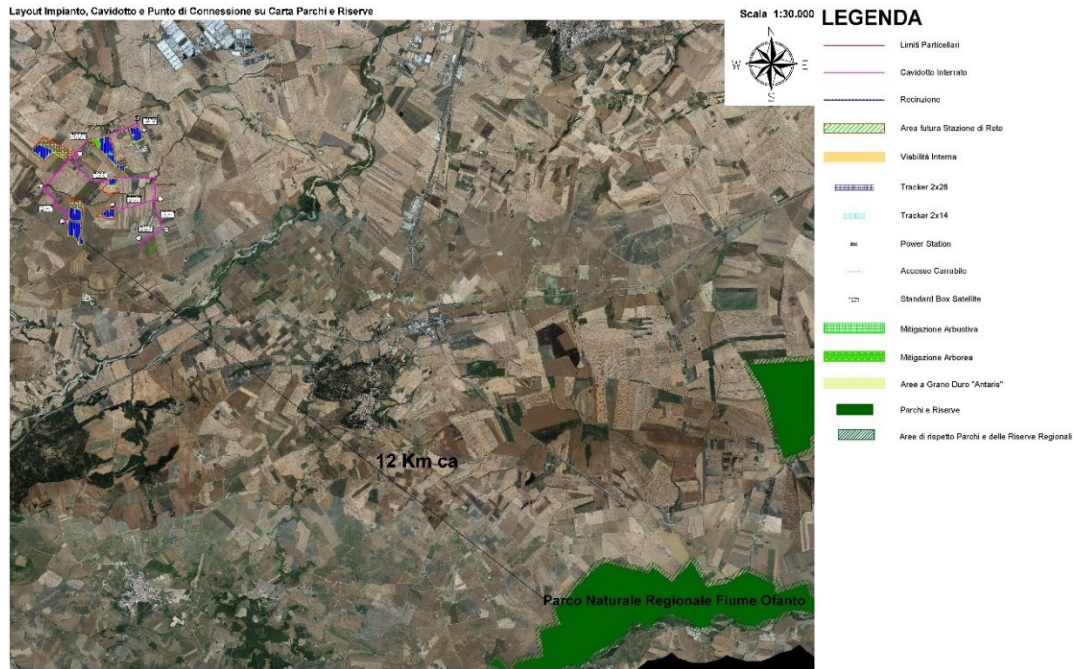 Layout Impianto, Cavidotto e Punto di Connessione su Carta Parchi e Riserve
Scala 1:30.000
LEGENDA
N
W
E
S
Limiti Particellari
Cavidotto Interrato
Recinzione
Area futura Stazione di Rete
Viabilità Interna
Tracker 2x28
Tracker 2x14
Power Station
Accesso Carrabile
Standard Box Satellite
Mitigazione Arbustiva
Mitigazione Arborea
Aree a Grano Duro "Antaris"
Parchi e Riserve
Aree di rispetto Parchi e delle Riserve Regionali
12 Km ca
Parco Naturale Regionale Fiume Ofanto